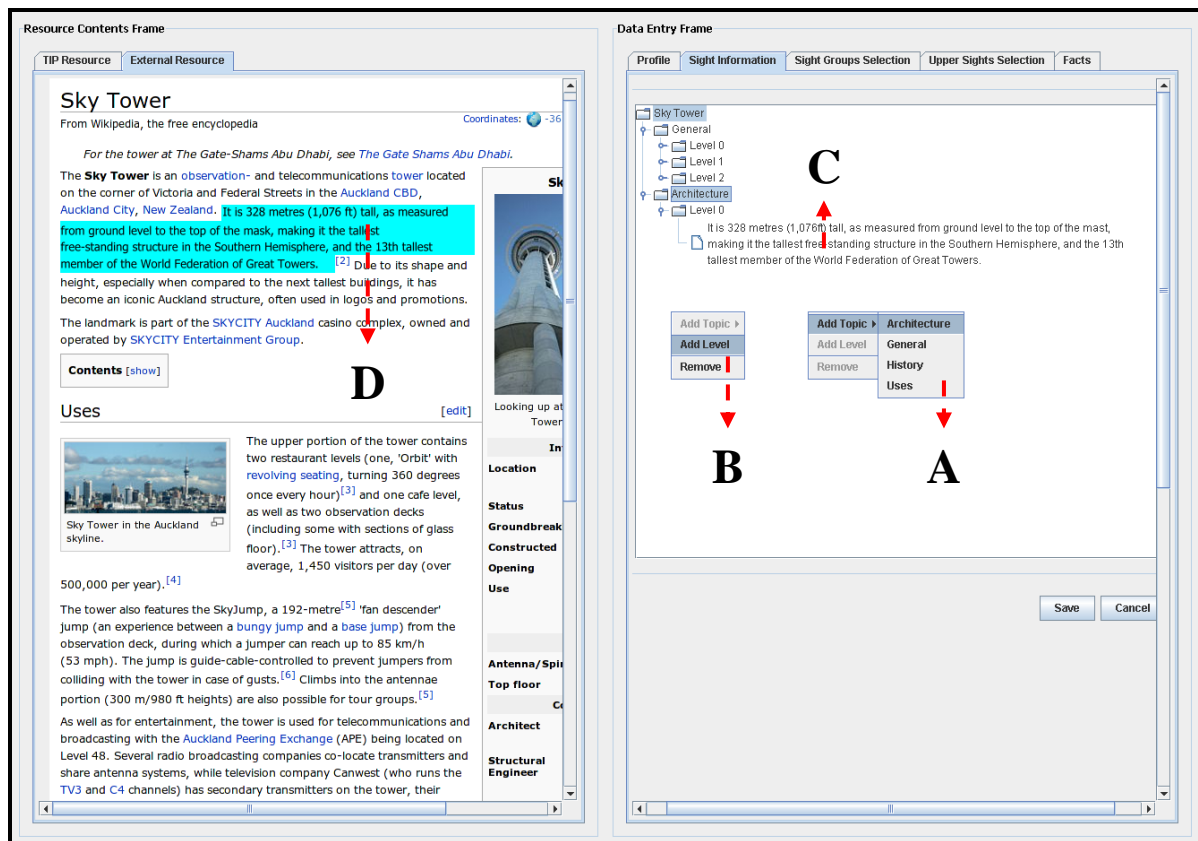 Resource Contents Frame
TIP Resource
External Resource
Sky Tower
From Wikipedia, the free encyclopedia
Coordinates: -36
For the tower at The Gate-Shams Abu Dhabi, see The Gate Shams Abu Dhabi.
The Sky Tower is an observation- and telecommunications tower located
on the corner of Victoria and Federal Streets in the Auckland CBD,
Auckland City, New Zealand. It is 328 metres (1,076 ft) tall, as measured
from ground level to the top of the mask, making it the tallest
free-standing structure in the Southern Hemisphere, and the 13th tallest
member of the World Federation of Great Towers. [2] Due to its shape and
height, especially when compared to the next tallest buildings, it has
become an iconic Auckland structure, often used in logos and promotions.
The landmark is part of the SKYCITY Auckland casino complex, owned and
operated by SKYCITY Entertainment Group.
D
Contents [show]
Uses
[edit]
Sky Tower in the Auckland
skyline.
The upper portion of the tower contains
two restaurant levels (one, 'Orbit' with
revolving seating, turning 360 degrees
once every hour)[3] and one cafe level,
as well as two observation decks
(including some with sections of glass
floor).[3] The tower attracts, on
average, 1,450 visitors per day (over
500,000 per year).[4]
The tower also features the SkyJump, a 192-metre[5] 'fan descender'
jump (an experience between a bungy jump and a base jump) from the
observation deck, during which a jumper can reach up to 85 km/h
(53 mph). The jump is guide-cable-controlled to prevent jumpers from
colliding with the tower in case of gusts.[6] Climbs into the antennae
portion (300 m/980 ft heights) are also possible for tour groups.[5]
As well as for entertainment, the tower is used for telecommunications and
broadcasting with the Auckland Peering Exchange (APE) being located on
Level 48. Several radio broadcasting companies co-locate transmitters and
share antenna systems, while television company Canwest (who runs the
TV3 and C4 channels) has secondary transmitters on the tower, their
Sk
Looking up at
Tower
In
Location
Status
Groundbreak
Constructed
Opening
Use
Antenna/Spi
Top floor
Co
Architect
Structural
Engineer
Data Entry Frame
Profile
Sight Information
Sight Groups Selection
Upper Sights Selection
Facts
Sky Tower
General
Level 0
Level 1
Level 2
Architecture
Level 0
It is 328 metres (1,076ft) tall, as measured from ground level to the top of the mast,
making it the tallest free-standing structure in the Southern Hemisphere, and the 13th
tallest member of the World Federation of Great Towers.
C
Add Topic
Add Level
Remove
B
Add Topic
Add Level
Remove
Architecture
General
History
Uses
A
Save
Cancel